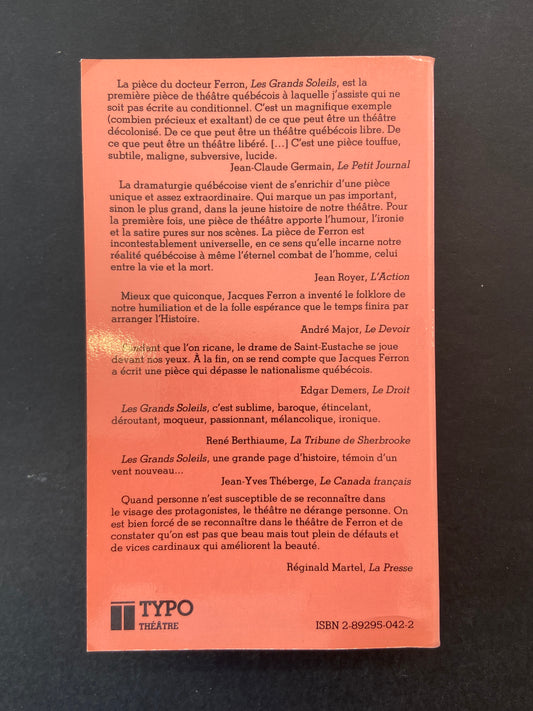 La pièce du docteur Ferron, Les Grands Soleils, est la
première pièce de théâtre québécois à laquelle j'assiste qui ne
soit pas écrite au conditionnel. C'est un magnifique exemple
(combien précieux et exaltant) de ce que peut être un théâtre
décolonisé. De ce que peut être un théâtre québécois libre. De
ce que peut être un théâtre libéré. [...] C'est une pièce touffue,
subtile, maligne, subversive, lucide.
Jean-Claude Germain, Le Petit Journal
La dramaturgie québécoise vient de s'enrichir d'une pièce
unique et assez extraordinaire. Qui marque un pas important,
sinon le plus grand, dans la jeune histoire de notre théâtre. Pour
la première fois, une pièce de théâtre apporte l'humour, l'ironie
et la satire pures sur nos scènes. La pièce de Ferron est
incontestablement universelle, en ce sens qu'elle incarne notre
réalité québécoise à même l'éternel combat de l'homme, celui
entre la vie et la mort.
Jean Royer, L'Action
Mieux que quiconque, Jacques Ferron a inventé le folklore de
notre humiliation et de la folle espérance que le temps finira par
arranger l'Histoire.
André Major, Le Devoir
Pendant que l'on ricane, le drame de Saint-Eustache se joue
devant nos yeux. À la fin, on se rend compte que Jacques Ferron
a écrit une pièce qui dépasse le nationalisme québécois.
Edgar Demers, Le Droit
Les Grands Soleils, c'est sublime, baroque, étincelant,
déroutant, moqueur, passionnant, mélancolique, ironique.
René Berthiaume, La Tribune de Sherbrooke
Les Grands Soleils, une grande page d'histoire, témoin d'un
vent nouveau...
Jean-Yves Théberge, Le Canada français
Quand personne n'est susceptible de se reconnaître dans
le visage des protagonistes, le théâtre ne dérange personne. On
est bien forcé de se reconnaître dans le théâtre de Ferron et de
constater qu'on est pas que beau mais tout plein de défauts et
de vices cardinaux qui améliorent la beauté.
Réginald Martel, La Presse
TYPO
THÉÂTRE
ISBN 2-89295-042-2